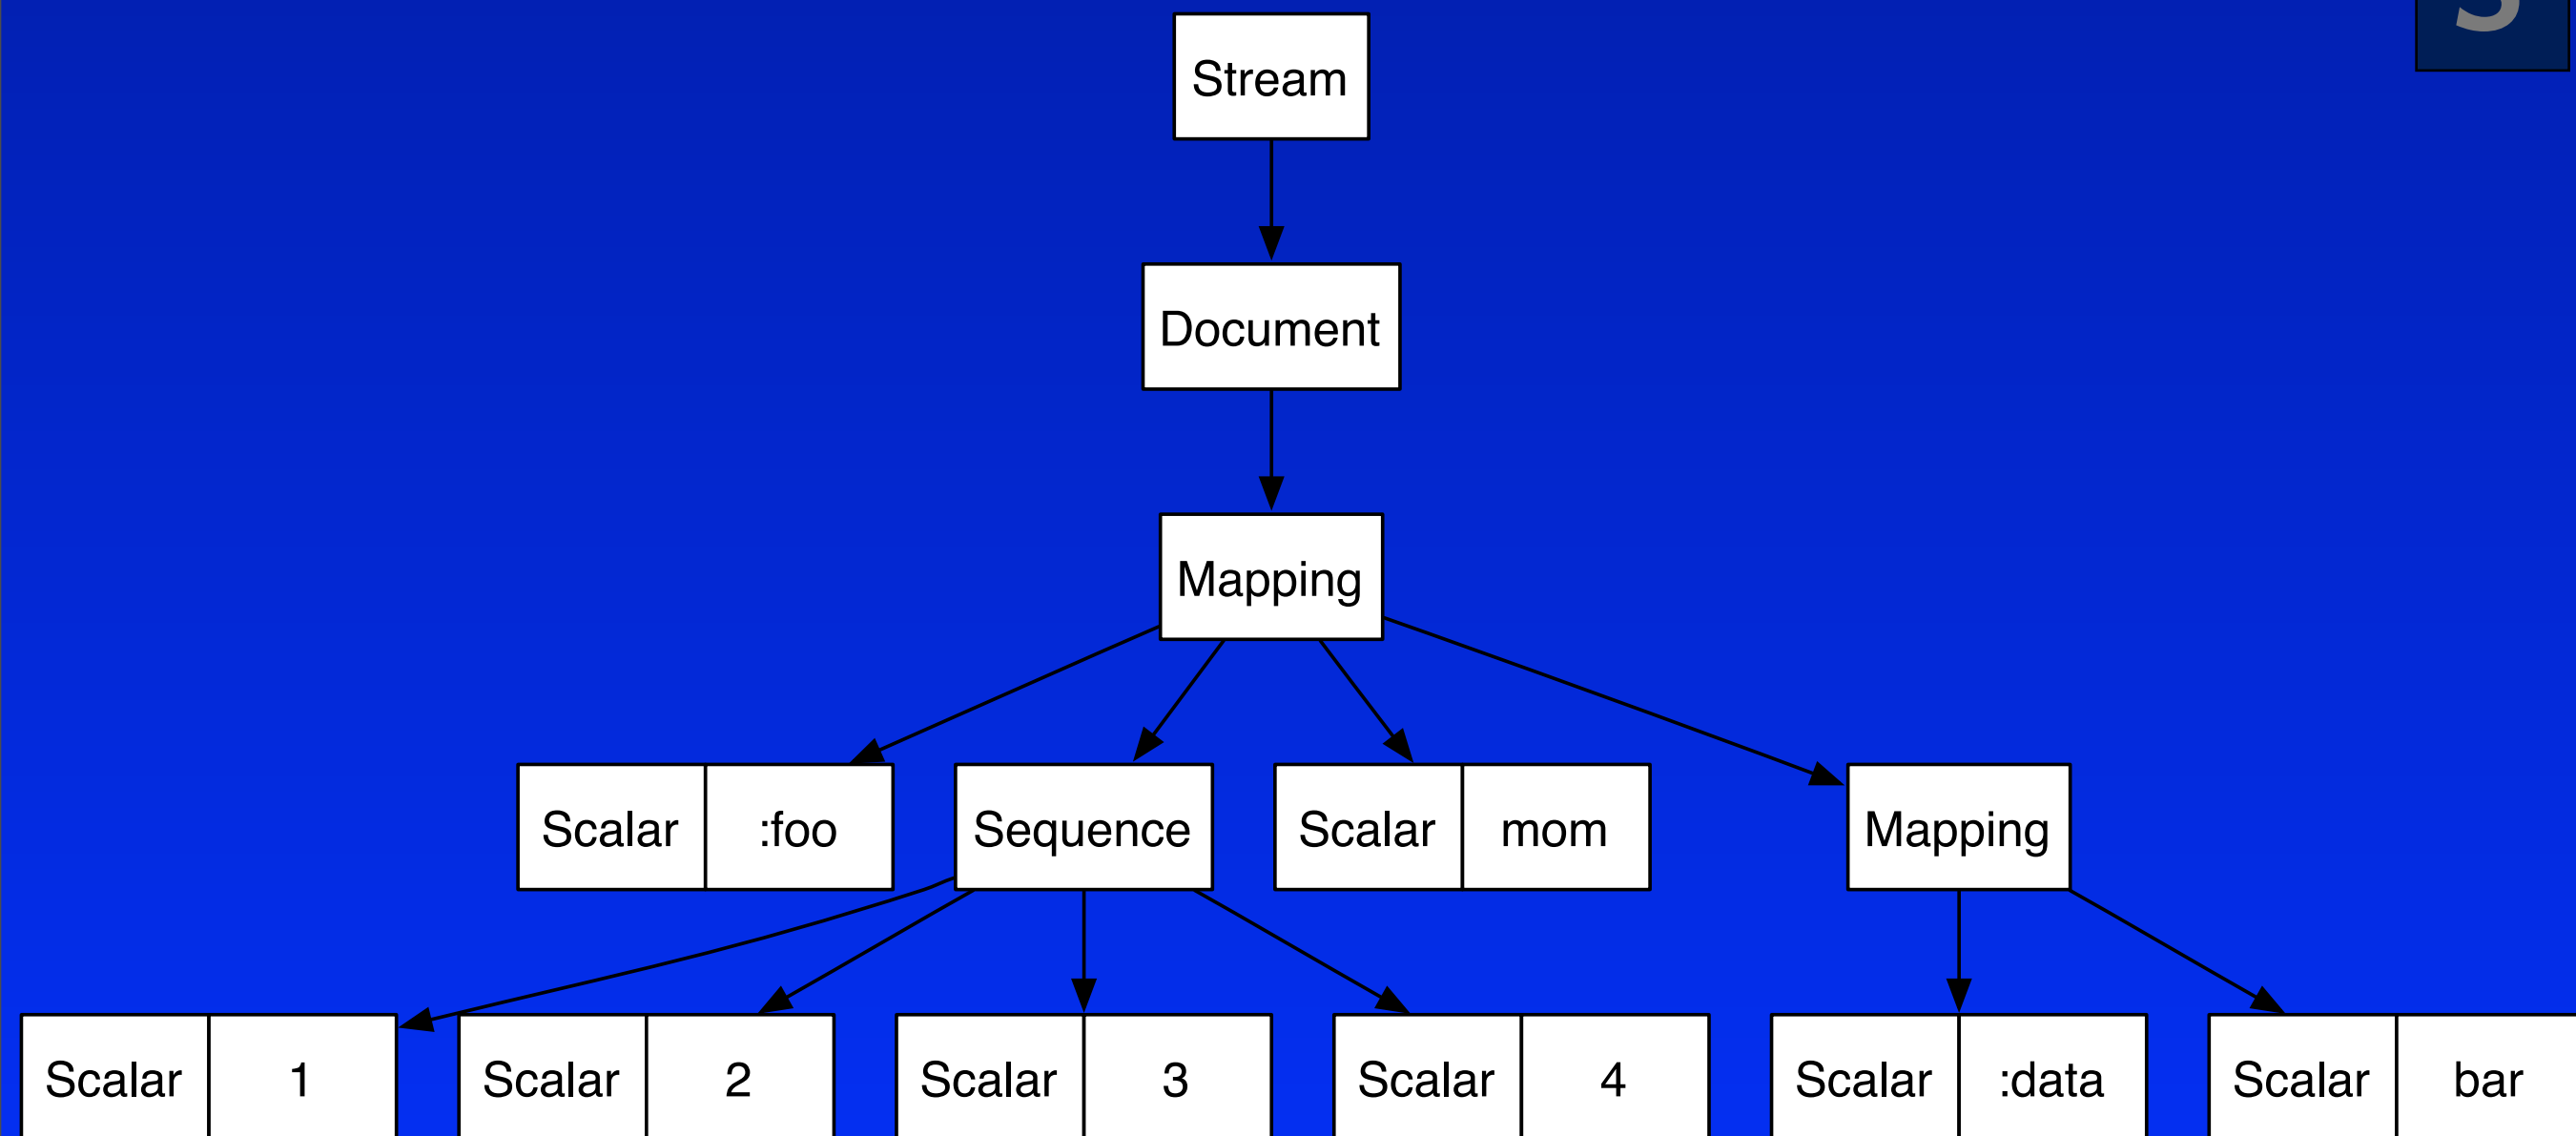 Stream
Document
Mapping
Scalar :foo
Sequence
Scalar mom
Mapping
Scalar 1
Scalar 2
Scalar 3
Scalar 4
Scalar :data
Scalar bar